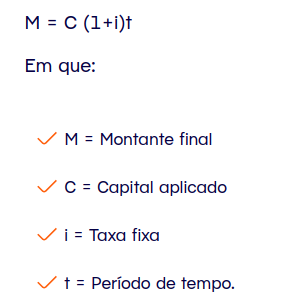 M = C (1+i)t
Em que:
M = Montante final
C = Capital aplicado
i = Taxa fixa
t = Período de tempo.